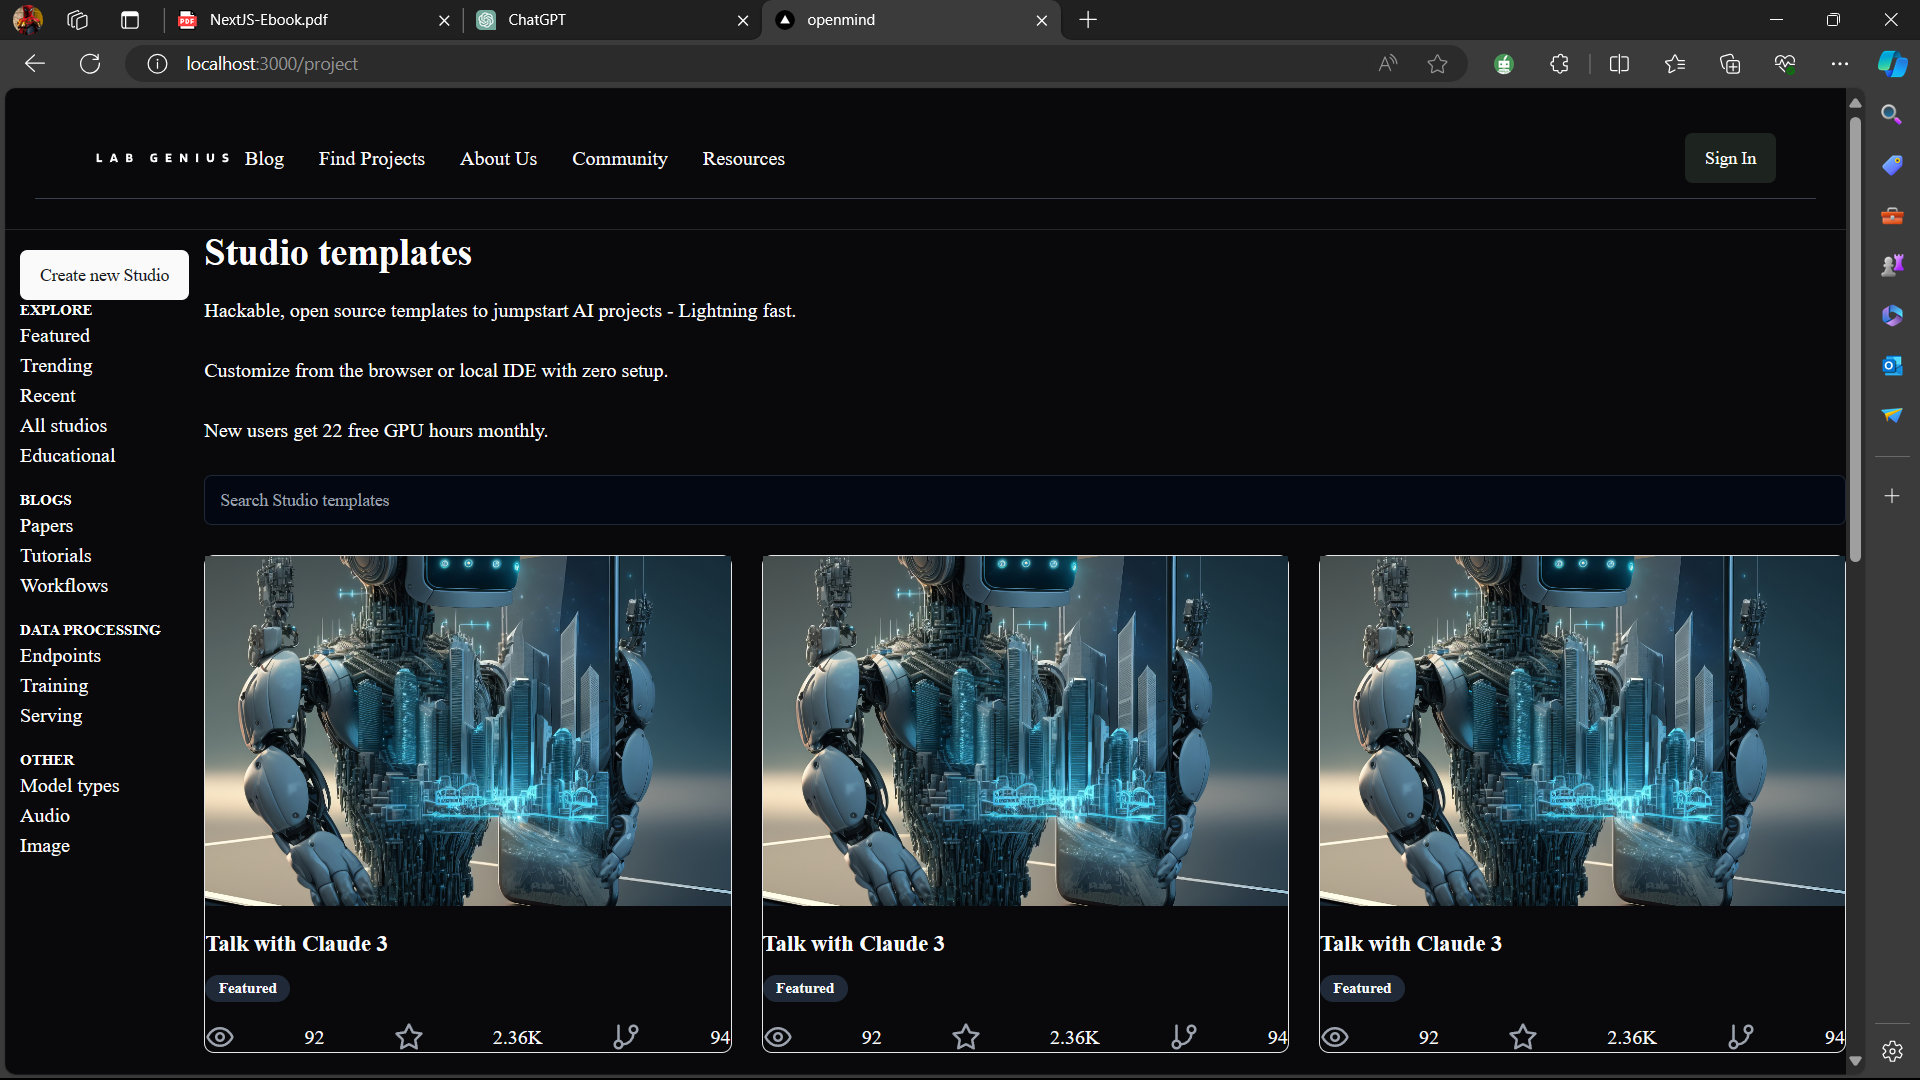 NextJS-Ebook.pdf
ChatGPT
openmind
localhost:3000/project
LAB GENIUS Blog Find Projects About Us Community Resources Sign In
Create new Studio
EXPLORE
Featured
Trending
Recent
All studios
Educational
BLOGS
Papers
Tutorials
Workflows
DATA PROCESSING
Endpoints
Training
Serving
OTHER
Model types
Audio
Image
Studio templates
Hackable, open source templates to jumpstart AI projects - Lightning fast.
Customize from the browser or local IDE with zero setup.
New users get 22 free GPU hours monthly.
Search Studio templates
Talk with Claude 3
Featured
92 2.36K 94
Talk with Claude 3
Featured
92 2.36K 94
Talk with Claude 3
Featured
92 2.36K 94